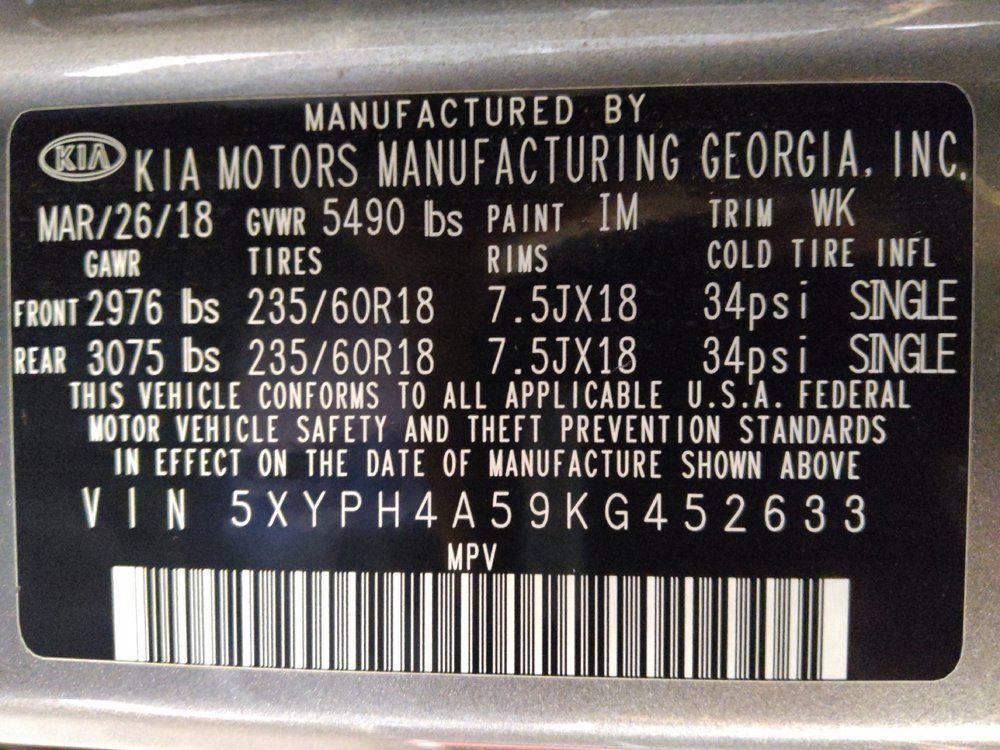 MANUFACTURED BY
KIA KIA MOTORS MANUFACTURING GEORGIA, INC.
MAR/26/18 GVWR 5490 lbs PAINT IM TRIM WK
GAWR TIRES RIMS COLD TIRE INFL
FRONT 2976 lbs 235/60R18 7.5JX18 34psi SINGLE
REAR 3075 lbs 235/60R18 7.5JX18 34psi SINGLE
THIS VEHICLE CONFORMS TO ALL APPLICABLE U.S.A. FEDERAL
MOTOR VEHICLE SAFETY AND THEFT PREVENTION STANDARDS
IN EFFECT ON THE DATE OF MANUFACTURE SHOWN ABOVE
VIN 5XYPH4A59KG452633
MPV